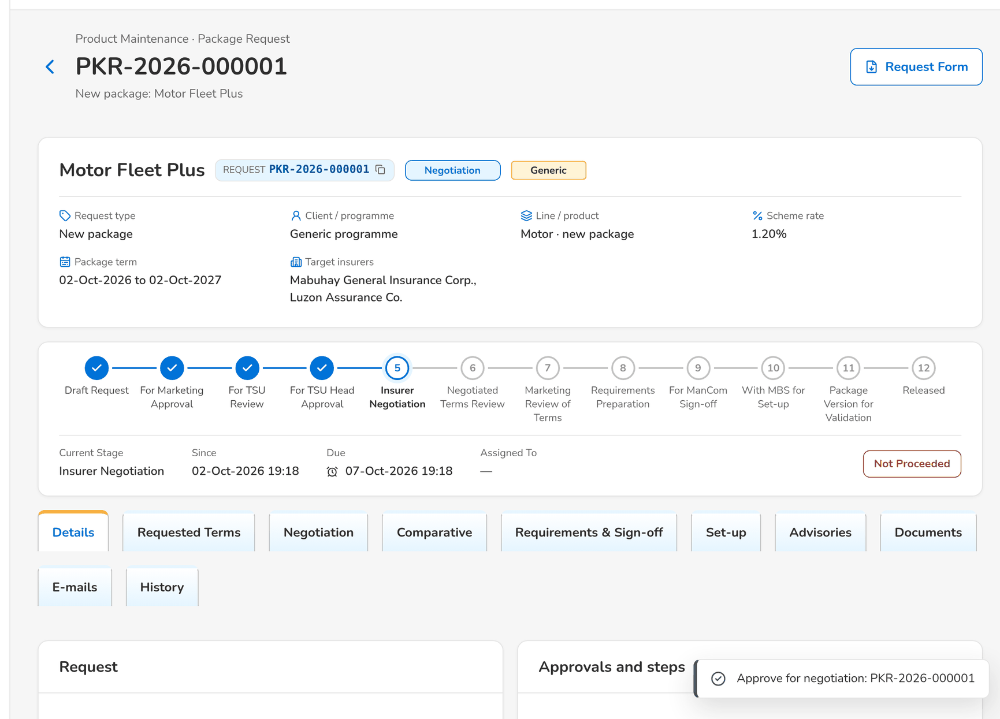 Product Maintenance · Package Request
PKR-2026-000001
New package: Motor Fleet Plus
Request Form
Motor Fleet Plus
REQUEST PKR-2026-000001
Negotiation
Generic
Request type
New package
Client / programme
Generic programme
Line / product
Motor · new package
Scheme rate
1.20%
Package term
02-Oct-2026 to 02-Oct-2027
Target insurers
Mabuhay General Insurance Corp.,
Luzon Assurance Co.
Draft Request
For Marketing
Approval
For TSU
Review
For TSU Head
Approval
5
Insurer
Negotiation
6
Negotiated
Terms Review
7
Marketing
Review of
Terms
8
Requirements
Preparation
9
For ManCom
Sign-off
10
With MBS for
Set-up
11
Package
Version for
Validation
12
Released
Current Stage
Insurer Negotiation
Since
02-Oct-2026 19:18
Due
07-Oct-2026 19:18
Assigned To
—
Not Proceeded
Details
Requested Terms
Negotiation
Comparative
Requirements & Sign-off
Set-up
Advisories
Documents
E-mails
History
Request
Approvals and steps
Approve for negotiation: PKR-2026-000001